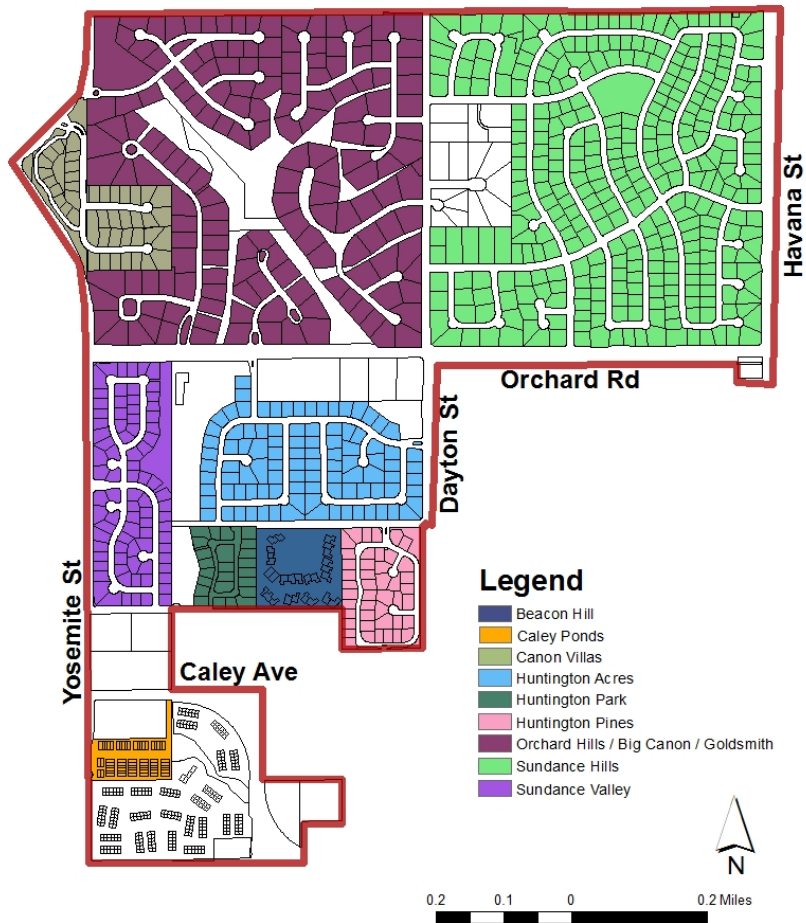 Havana St
Orchard Rd
Dayton St
Yosemite St
Caley Ave
Legend
Beacon Hill
Caley Ponds
Canon Villas
Huntington Acres
Huntington Park
Huntington Pines
Orchard Hills / Big Canon / Goldsmith
Sundance Hills
Sundance Valley
N
0.2 0.1 0 0.2 Miles